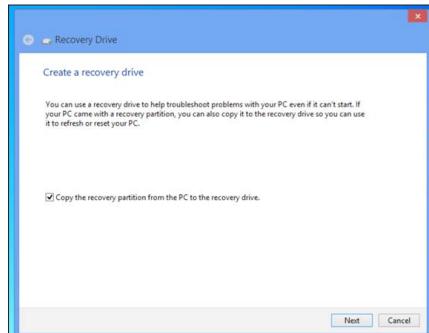 Recovery Drive
Create a recovery drive
You can use a recovery drive to help troubleshoot problems with your PC even if it can't start. If
your PC came with a recovery partition, you can also copy it to the recovery drive so you can use
it to refresh or reset your PC.
Copy the recovery partition from the PC to the recovery drive.
Next Cancel